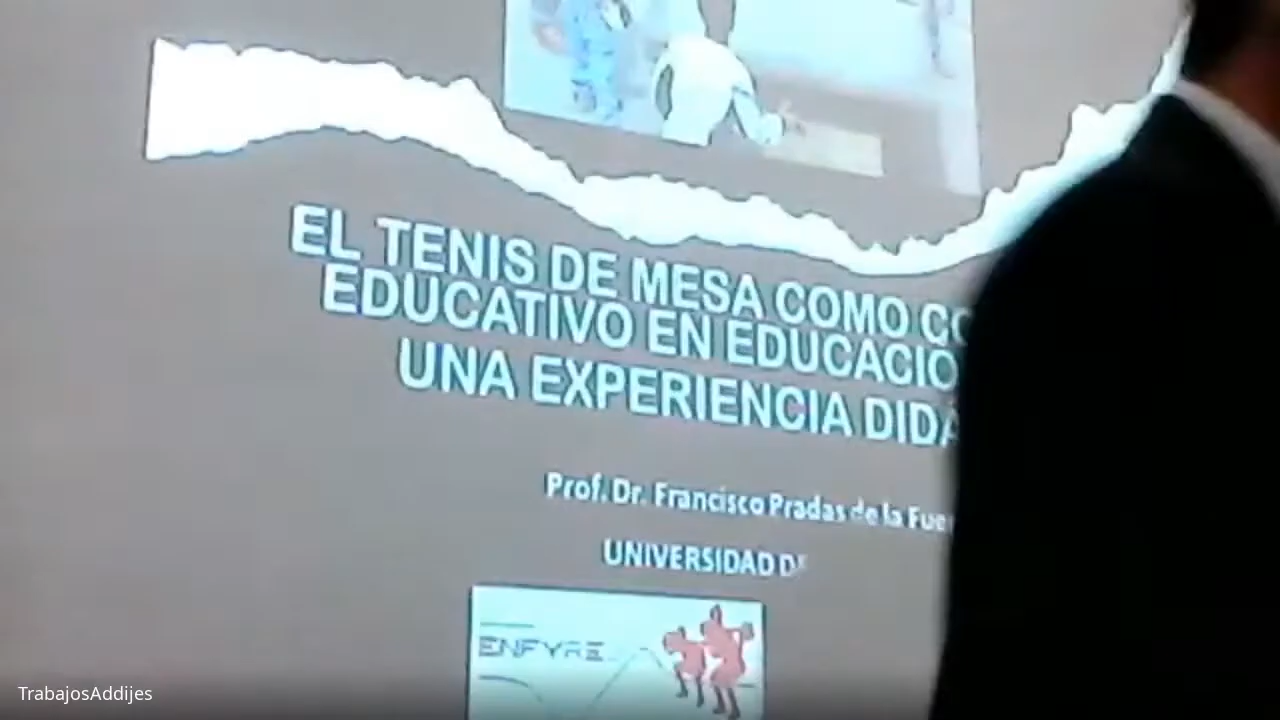 EL TENIS DE MESA COMO CO
EDUCATIVO EN EDUCACIO
UNA EXPERIENCIA DIDÁ
Prof. Dr. Francisco Pradas de la Fue
UNIVERSIDAD D
ENFYRE
TrabajosAddijes